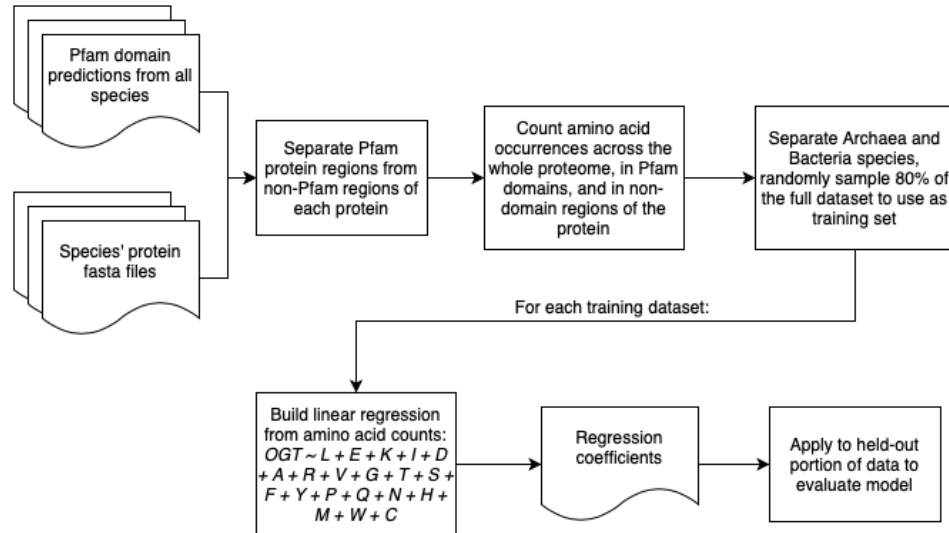 Pfam domain
predictions from all
species
Species' protein
fasta files
Separate Pfam
protein regions from
non-Pfam regions
of each protein
Count amino acid
occurrences across the
whole proteome, in Pfam
domains, and in non-
domain regions of the
protein
Separate Archaea and
Bacteria species,
randomly sample 80% of
the full dataset to use as
training set
For each training dataset:
Build linear regression
from amino acid counts:
OGT ~ L + E + K + I + D
+ A + R + V + G + T + S +
F + Y + P + Q + N + H +
M + W + C
Regression
coefficients
Apply to held-out
portion of data to
evaluate model